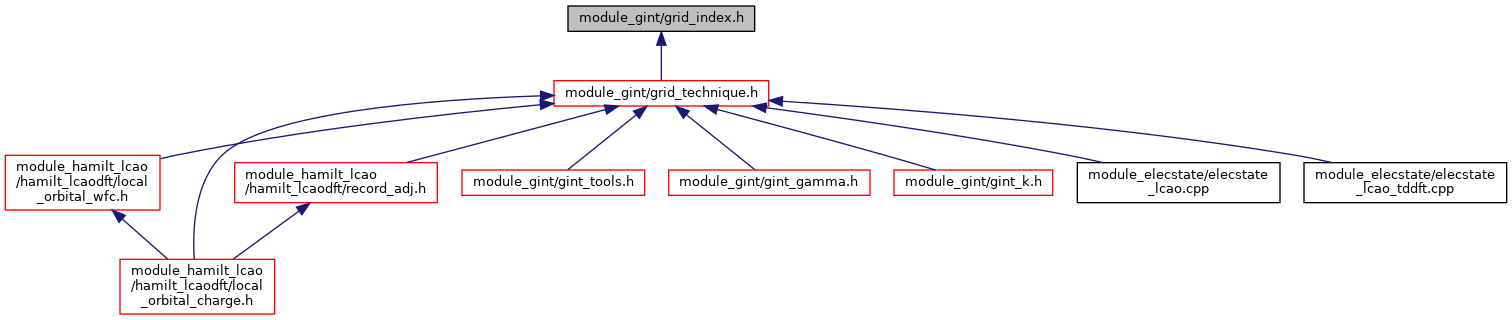 module_gint/grid_index.h
module_gint/grid_technique.h
module_hamilt_lcao
/hamilt_lcaodft/local
_orbital_wfc.h
module_hamilt_lcao
/hamilt_lcaodft/record_adj.h
module_gint/gint_tools.h
module_gint/gint_gamma.h
module_gint/gint_k.h
module_elecstate/elecstate
_lcao.cpp
module_elecstate/elecstate
_lcao_tddft.cpp
module_hamilt_lcao
/hamilt_lcaodft/local
_orbital_charge.h